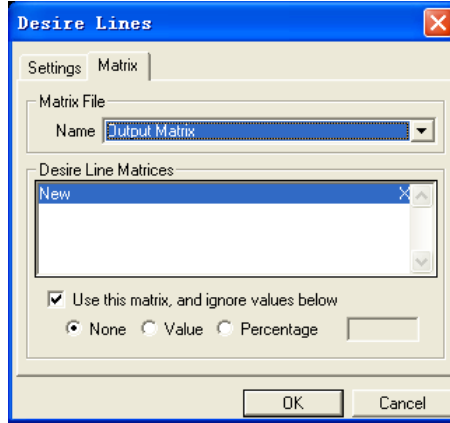 Desire Lines
Settings Matrix
Matrix File
Name Output Matrix
Desire Line Matrices
New X
Use this matrix, and ignore values below
None Value Percentage
OK Cancel